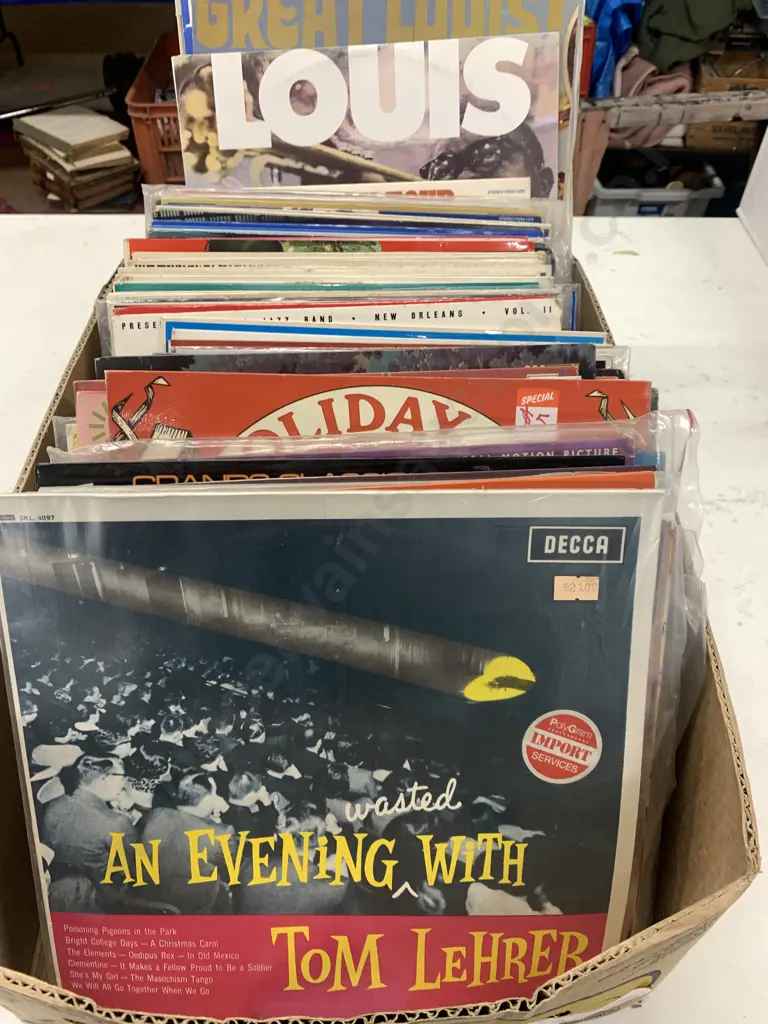 GREAT LOUIS!
LOUIS
NEW ORLEANS • VOL. II
BAND •
HOLIDAY
SPECIAL
$5
MOTION PICTURE
SKL 4097
DECCA
$21.00
PolyGram
IMPORT
SERVICES
wasted
AN EVENING WITH
TOM LEHRER
Poisoning Pigeons in the Park
Bright College Days — A Christmas Carol
The Elements — Oedipus Rex — In Old Mexico
Clementine — It Makes a Fellow Proud to Be a Soldier
She's My Girl — The Masochism Tango
We Will All Go Together When We Go